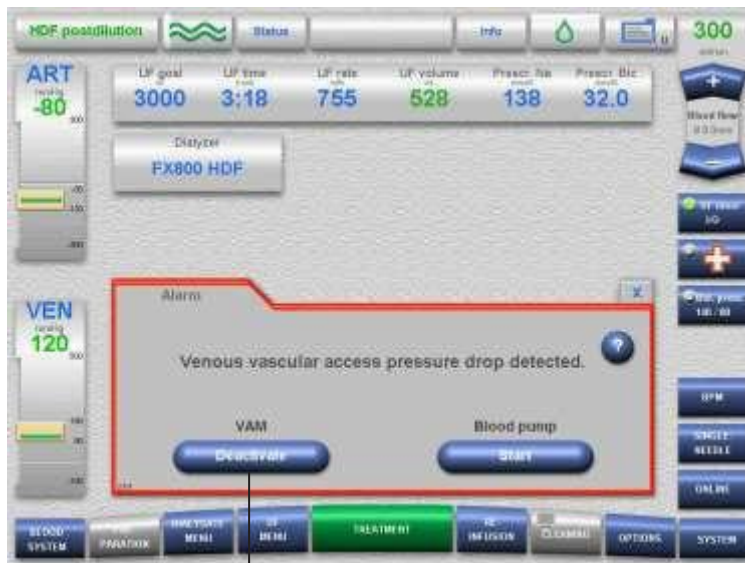 HDF postdilution
Status
Info
300
ART
-80
UF goal
3000
UF time
3:18
UF rate
755
UF volume
528
Prescr. Na
138
Prescr. Bic
32.0
Blood flow
Dialyzer
FX800 HDF
VEN
120
Alarm
X
?
Venous vascular access pressure drop detected.
VAM
Deactivate
Blood pump
Start
BPM
SINGLE
NEEDLE
ONLINE
BLOOD
SYSTEM
DIALYSATE
MENU
UF
MENU
TREATMENT
RE
INFUSION
CLEANING
OPTIONS
SYSTEM